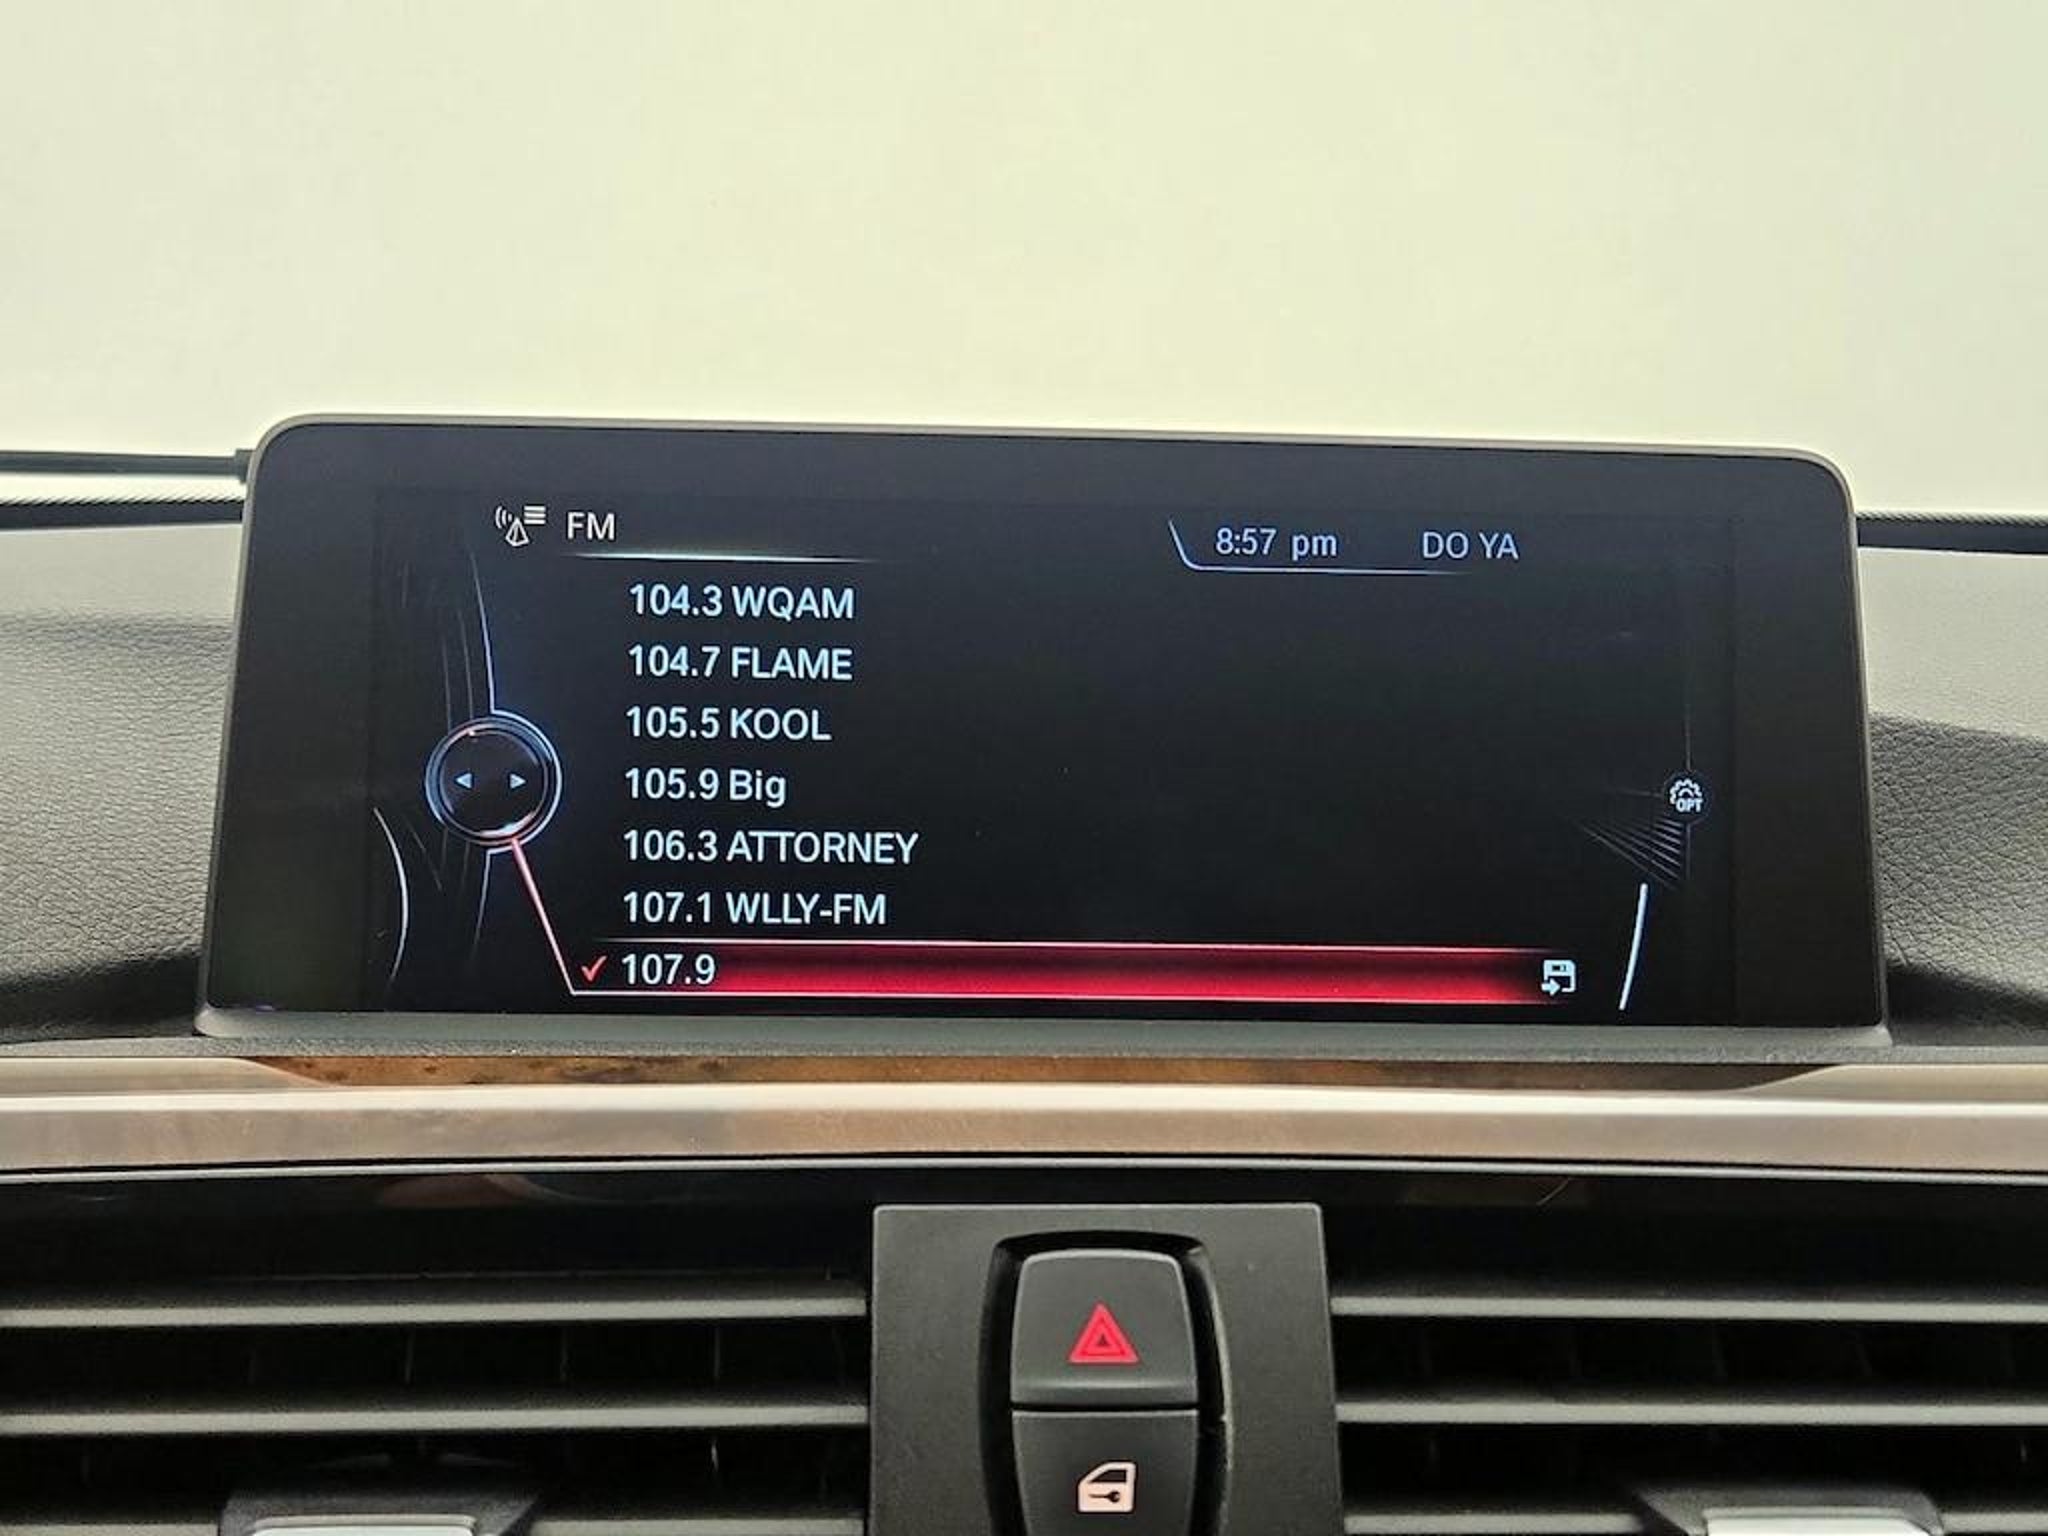 FM
8:57 pm DO YA
104.3 WQAM
104.7 FLAME
105.5 KOOL
105.9 Big
106.3 ATTORNEY
107.1 WLLY-FM
107.9
OPT